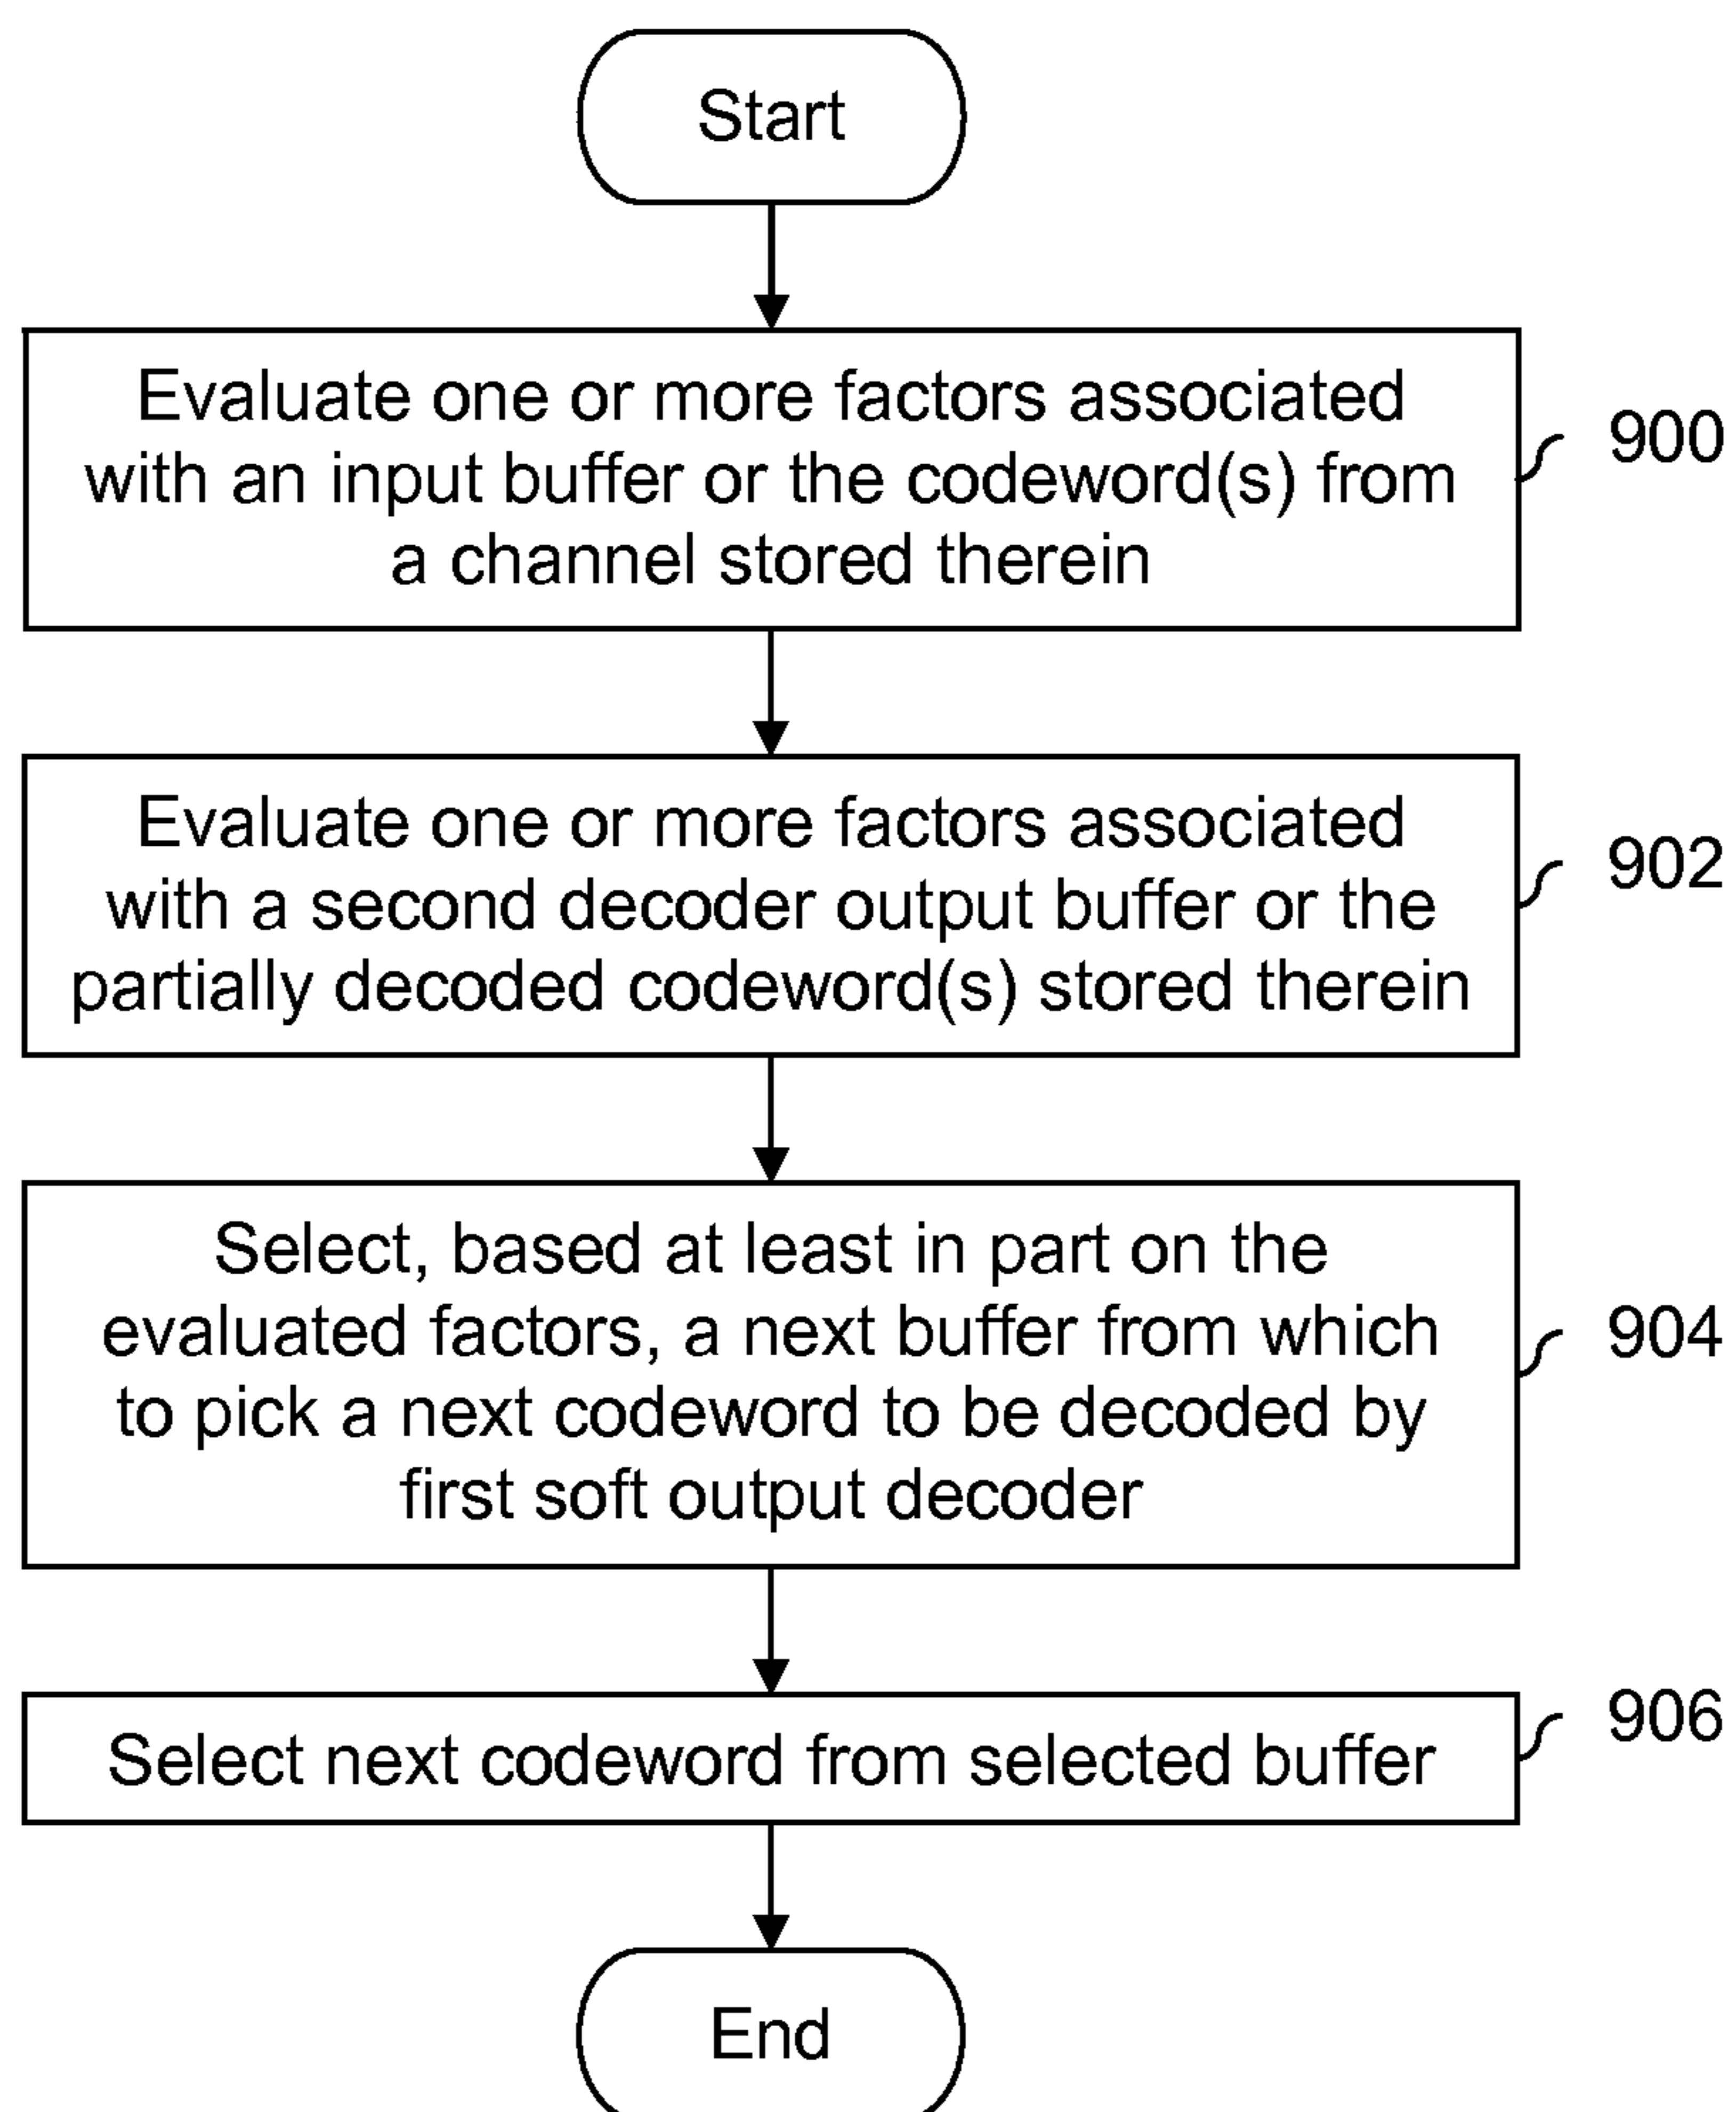 Start
Evaluate one or more factors associated
with an input buffer or the codeword(s) from
a channel stored therein
900
Evaluate one or more factors associated
with a second decoder output buffer or the
partially decoded codeword(s) stored therein
902
Select, based at least in part on the
evaluated factors, a next buffer from which
to pick a next codeword to be decoded by
first soft output decoder
904
Select next codeword from selected buffer
906
End